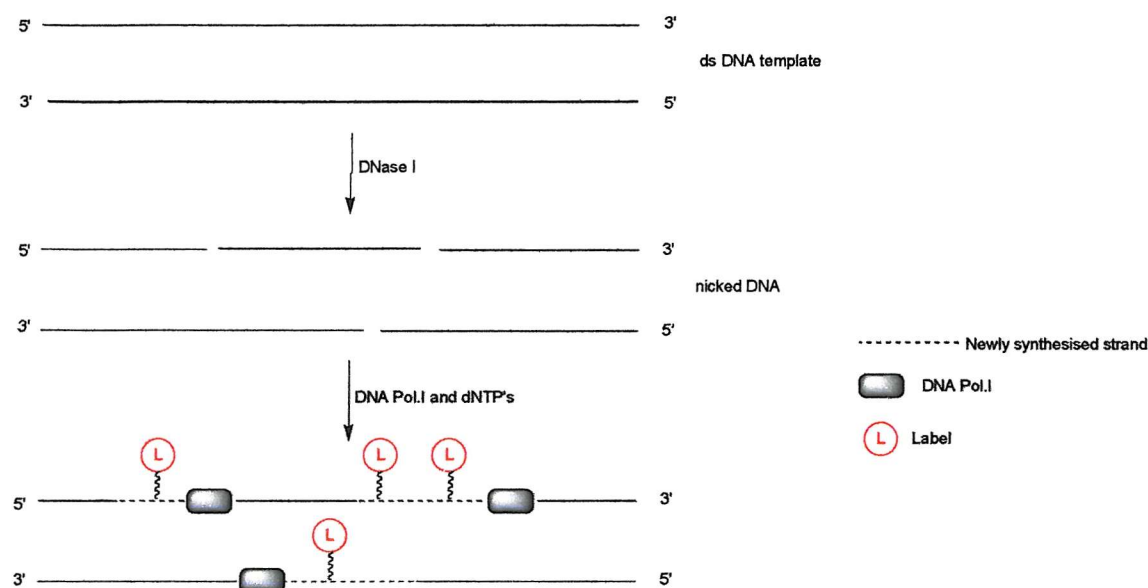 5' 3'
ds DNA template
3' 5'
DNase I
5' 3'
nicked DNA
3' 5'
Newly synthesised strand
DNA Pol.I and dNTP's
DNA Pol.I
L Label
L L L
5' 3'
L
3' 5'